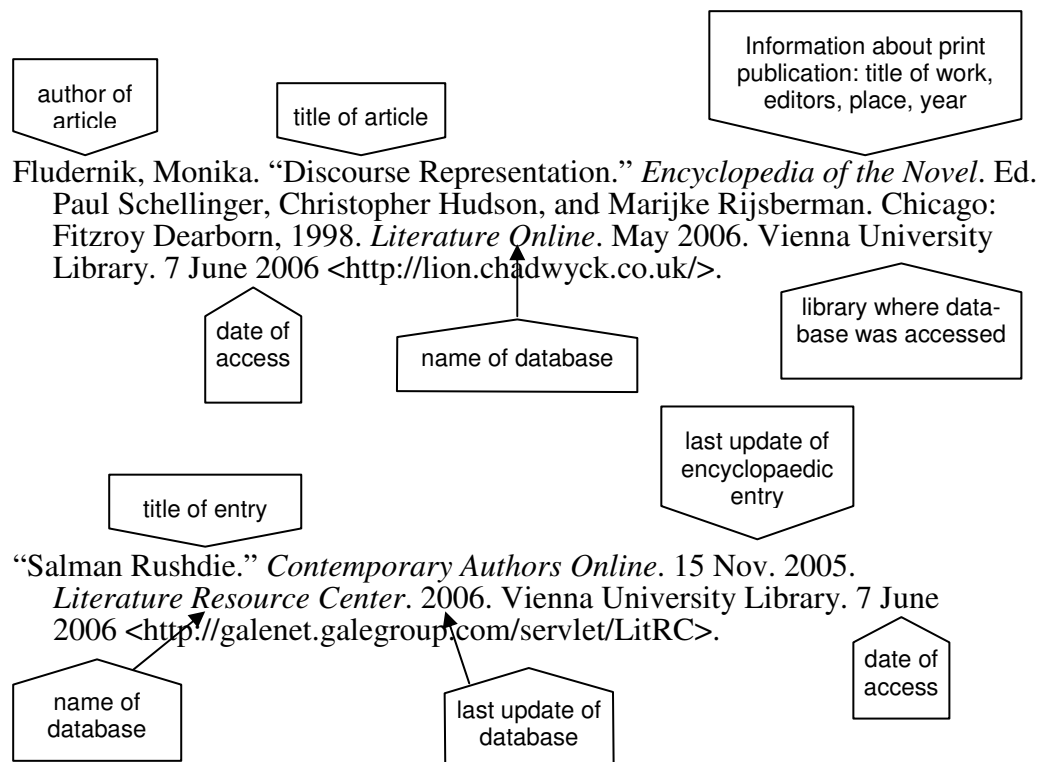 Information about print
publication: title of work,
editors, place, year
author of
article
title of article
Fludernik, Monika. “Discourse Representation.” Encyclopedia of the Novel. Ed.
Paul Schellinger, Christopher Hudson, and Marijke Rijsberman. Chicago:
Fitzroy Dearborn, 1998. Literature Online. May 2006. Vienna University
Library. 7 June 2006 <http://lion.chadwyck.co.uk/>.
date of
access
name of database
library where data-
base was accessed
last update of
encyclopaedic
entry
title of entry
“Salman Rushdie.” Contemporary Authors Online. 15 Nov. 2005.
Literature Resource Center. 2006. Vienna University Library. 7 June
2006 <http://galenet.galegroup.com/servlet/LitRC>.
name of
database
last update of
database
date of
access